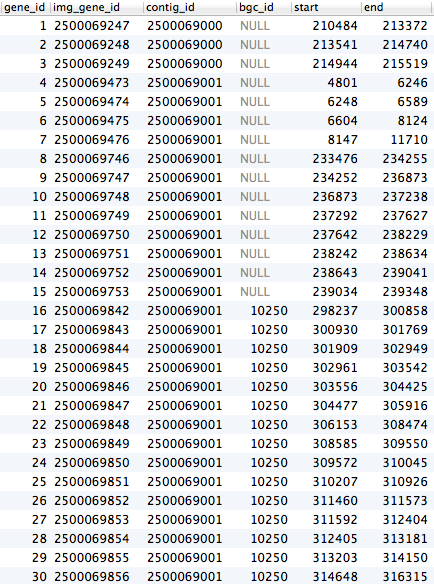 gene_id img_gene_id contig_id bgc_id start end
1 2500069247 2500069000 NULL 210484 213372
2 2500069248 2500069000 NULL 213541 214740
3 2500069249 2500069000 NULL 214944 215519
4 2500069473 2500069001 NULL 4801 6246
5 2500069474 2500069001 NULL 6248 6589
6 2500069475 2500069001 NULL 6604 8124
7 2500069476 2500069001 NULL 8147 11710
8 2500069746 2500069001 NULL 233476 234255
9 2500069747 2500069001 NULL 234252 236873
10 2500069748 2500069001 NULL 236873 237238
11 2500069749 2500069001 NULL 237292 237627
12 2500069750 2500069001 NULL 237642 238229
13 2500069751 2500069001 NULL 238242 238634
14 2500069752 2500069001 NULL 238643 239041
15 2500069753 2500069001 NULL 239034 239348
16 2500069842 2500069001 10250 298237 300858
17 2500069843 2500069001 10250 300930 301769
18 2500069844 2500069001 10250 301909 302949
19 2500069845 2500069001 10250 302961 303542
20 2500069846 2500069001 10250 303556 304425
21 2500069847 2500069001 10250 304477 305916
22 2500069848 2500069001 10250 306153 308474
23 2500069849 2500069001 10250 308585 309550
24 2500069850 2500069001 10250 309572 310045
25 2500069851 2500069001 10250 310207 310926
26 2500069852 2500069001 10250 311460 311573
27 2500069853 2500069001 10250 311592 312404
28 2500069854 2500069001 10250 312405 313181
29 2500069855 2500069001 10250 313203 314150
30 2500069856 2500069001 10250 314648 316315